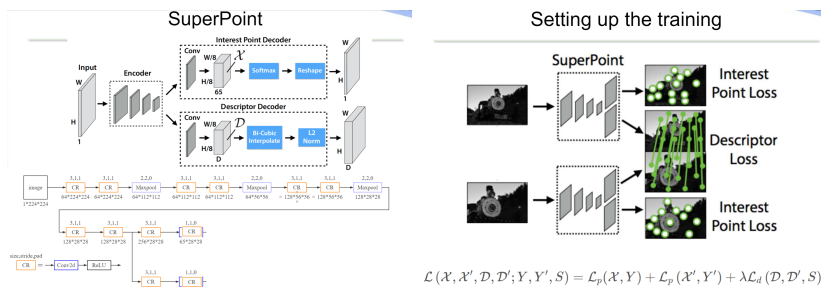 SuperPoint
Interest Point Decoder
W
Conv
W/8
X
Input
Encoder
Softmax
Reshape
H
W
H/8
65
1
Descriptor Decoder
H
W
Conv
W/8
D
1
Bi-Cubic
Interpolate
L2
Norm
H
H/8
D
D
3,1,1 3,1,1 2,2,0 3,1,1 3,1,1 2,2,0 3,1,1 3,1,1 2,2,0
image CR CR Maxpool CR CR Maxpool CR CR Maxpool
1*224*224 64*224*224 64*224*224 64*112*112 64*112*112 64*112*112 64*56*56 128*56*56 128*56*56 128*28*28
3,1,1 3,1,1 3,1,1 1,1,0
CR CR CR CR
128*28*28 128*28*28 256*28*28 65*28*28
size,stride,pad
CR = Conv2d ReLU
3,1,1 1,1,0
CR CR
Setting up the training
SuperPoint
Interest
Point Loss
Descriptor
Loss
Interest
Point Loss
L(X, X′, D, D′; Y, Y′, S) = Lp(X, Y) + Lp(X′, Y′) + λLd(D, D′, S)